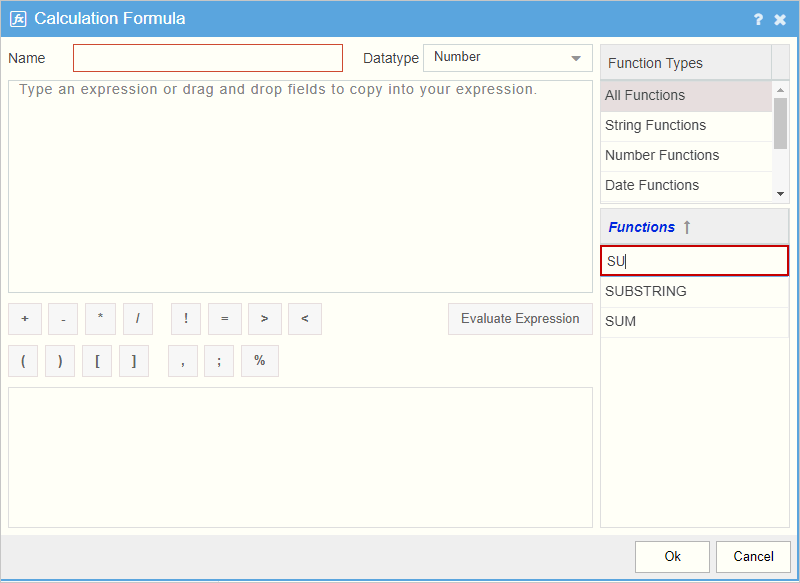 Calculation Formula ?
Name Datatype Number
Type an expression or drag and drop fields to copy into your expression.
Function Types
All Functions
String Functions
Number Functions
Date Functions
Functions ↑
SU
SUBSTRING
SUM
+ - * / ! = > < Evaluate Expression
( ) [ ] , ; %
Ok Cancel